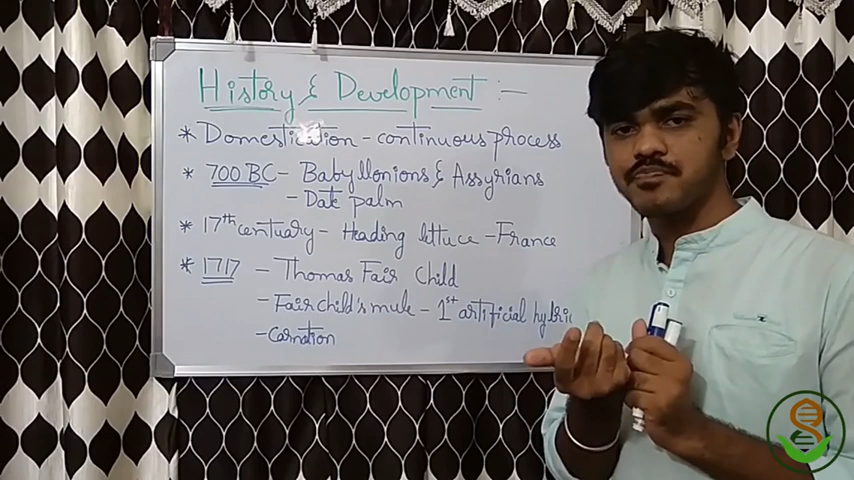 History & Development :-
* Domestication - continuous process
* 700 BC - Babyllonions & Assyrians
- Date palm
* 17th centuary - Heading lettuce - France
* 1717 - Thomas Fair Child
- Fair child's mule - 1st artificial hybri
- Carnation